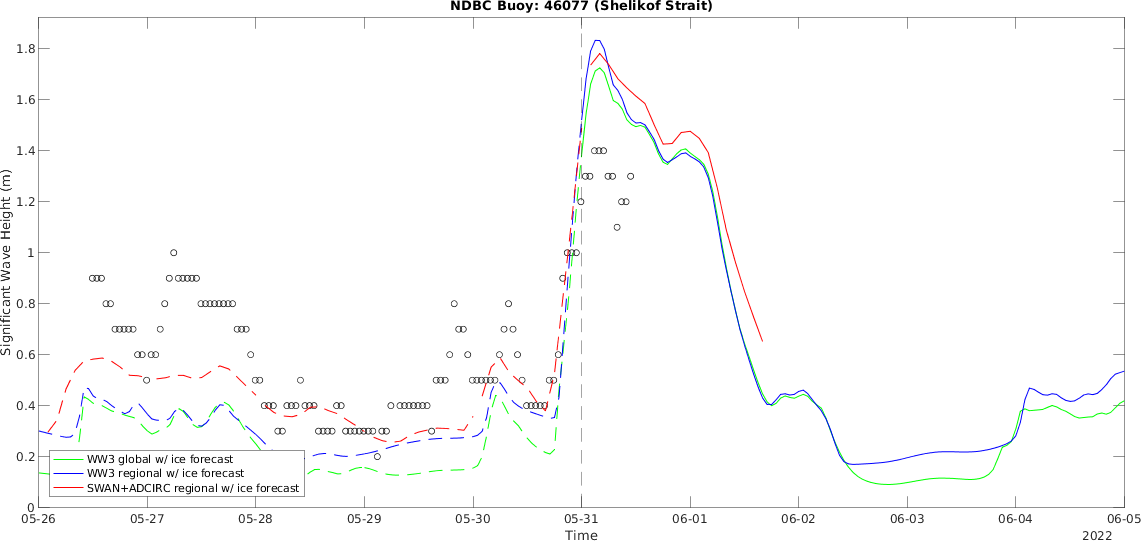 NDBC Buoy: 46077 (Shelikof Strait)
Significant Wave Height (m)
1.8
1.6
1.4
1.2
1
0.8
0.6
0.4
0.2
0
WW3 global w/ ice forecast
WW3 regional w/ ice forecast
SWAN+ADCIRC regional w/ ice forecast
05-26 05-27 05-28 05-29 05-30 05-31 06-01 06-02 06-03 06-04 06-05
Time
2022